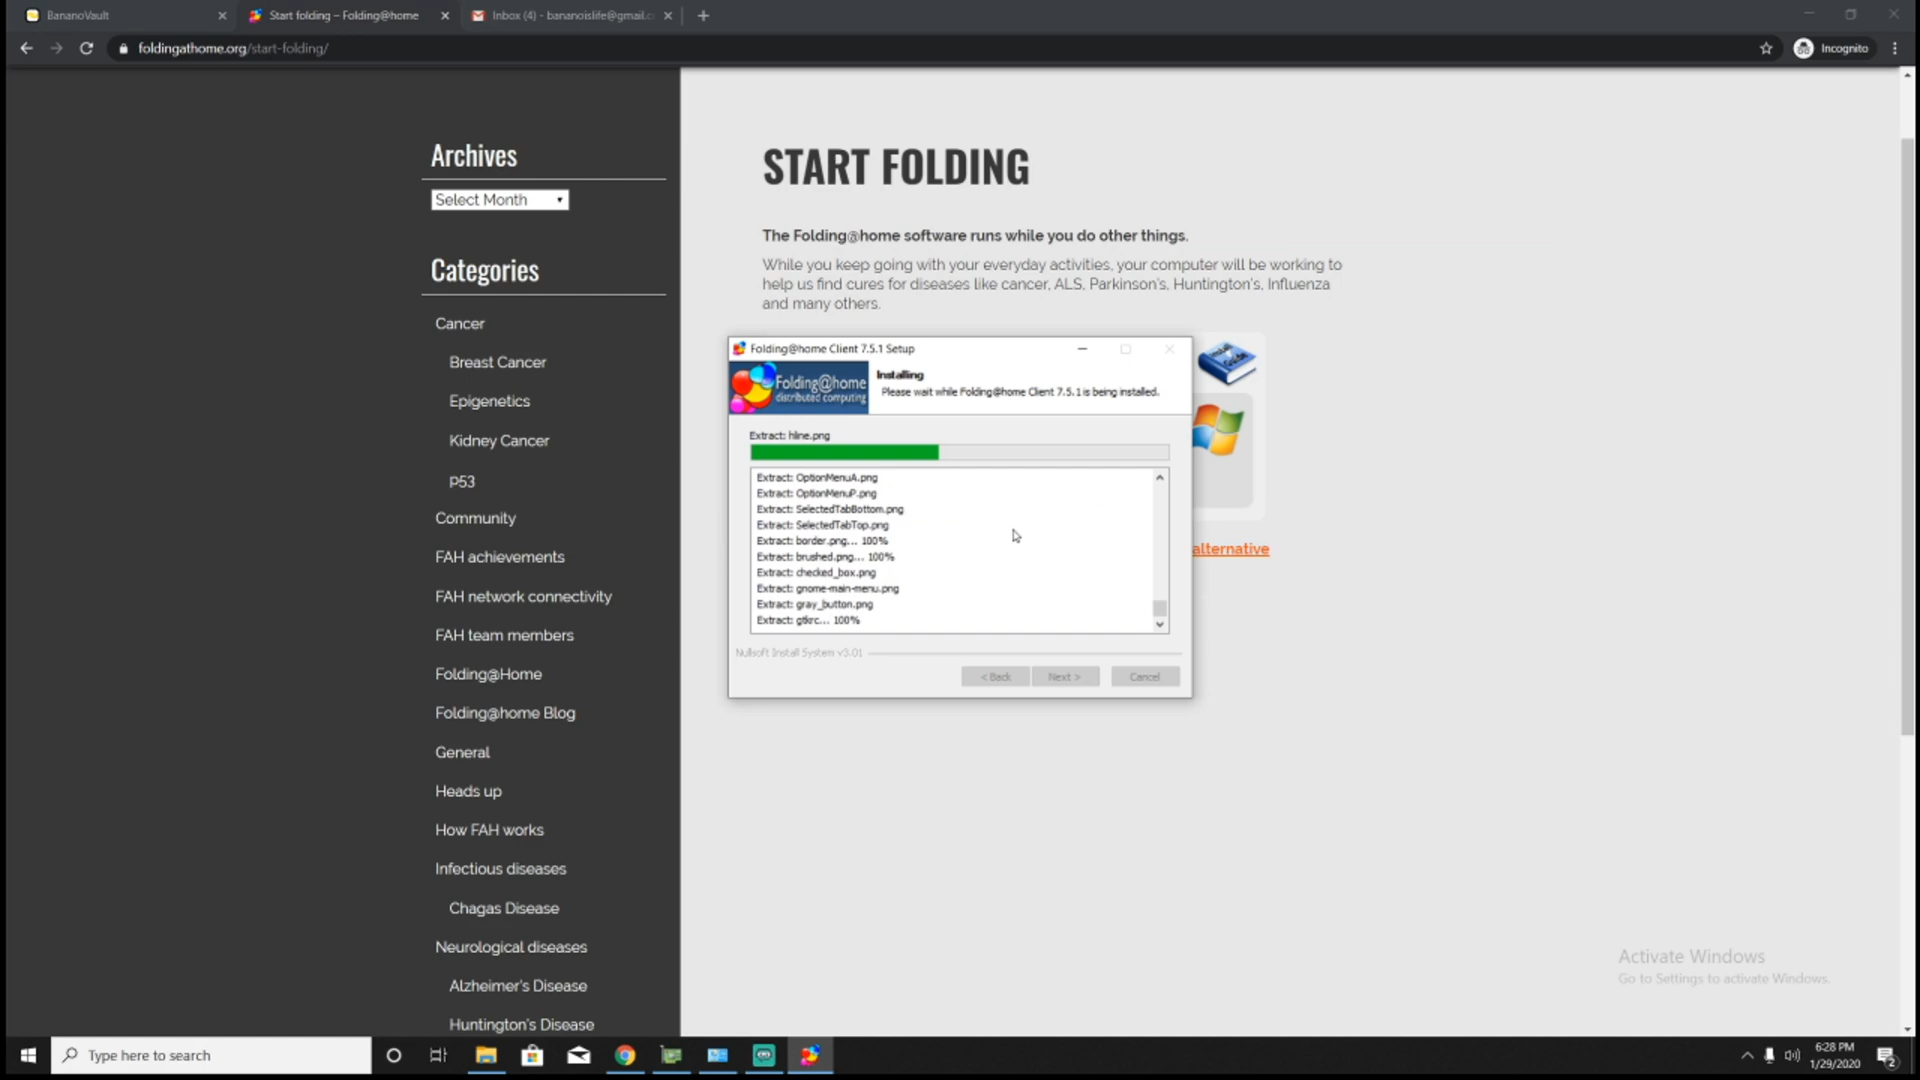 BananoVault
Start folding – Folding@home
Inbox (4) - bananoislife@gmail.c
foldingathome.org/start-folding/
Incognito
Archives
Select Month
Categories
Cancer
Breast Cancer
Epigenetics
Kidney Cancer
p53
Community
FAH achievements
FAH network connectivity
FAH team members
Folding@Home
Folding@home Blog
General
Heads up
How FAH works
Infectious diseases
Chagas Disease
Neurological diseases
Alzheimer's Disease
Huntington's Disease
START FOLDING
The Folding@home software runs while you do other things.
While you keep going with your everyday activities, your computer will be working to
help us find cures for diseases like cancer, ALS, Parkinson's, Huntington's, Influenza
and many others.
Folding@home Client 7.5.1 Setup
Folding@home
distributed computing
Installing
Please wait while Folding@home Client 7.5.1 is being installed.
Install
Guide
Extract: hline.png
Extract: OptionMenuA.png
Extract: OptionMenuP.png
Extract: SelectedTabBottom.png
Extract: SelectedTabTop.png
Extract: border.png... 100%
Extract: brushed.png... 100%
Extract: checked_box.png
Extract: gnome-main-menu.png
Extract: gray_button.png
Extract: gtkrc... 100%
Nullsoft Install System v3.01
< Back
Next >
Cancel
alternative
Activate Windows
Go to Settings to activate Windows.
Type here to search
6:28 PM
1/29/2020
2